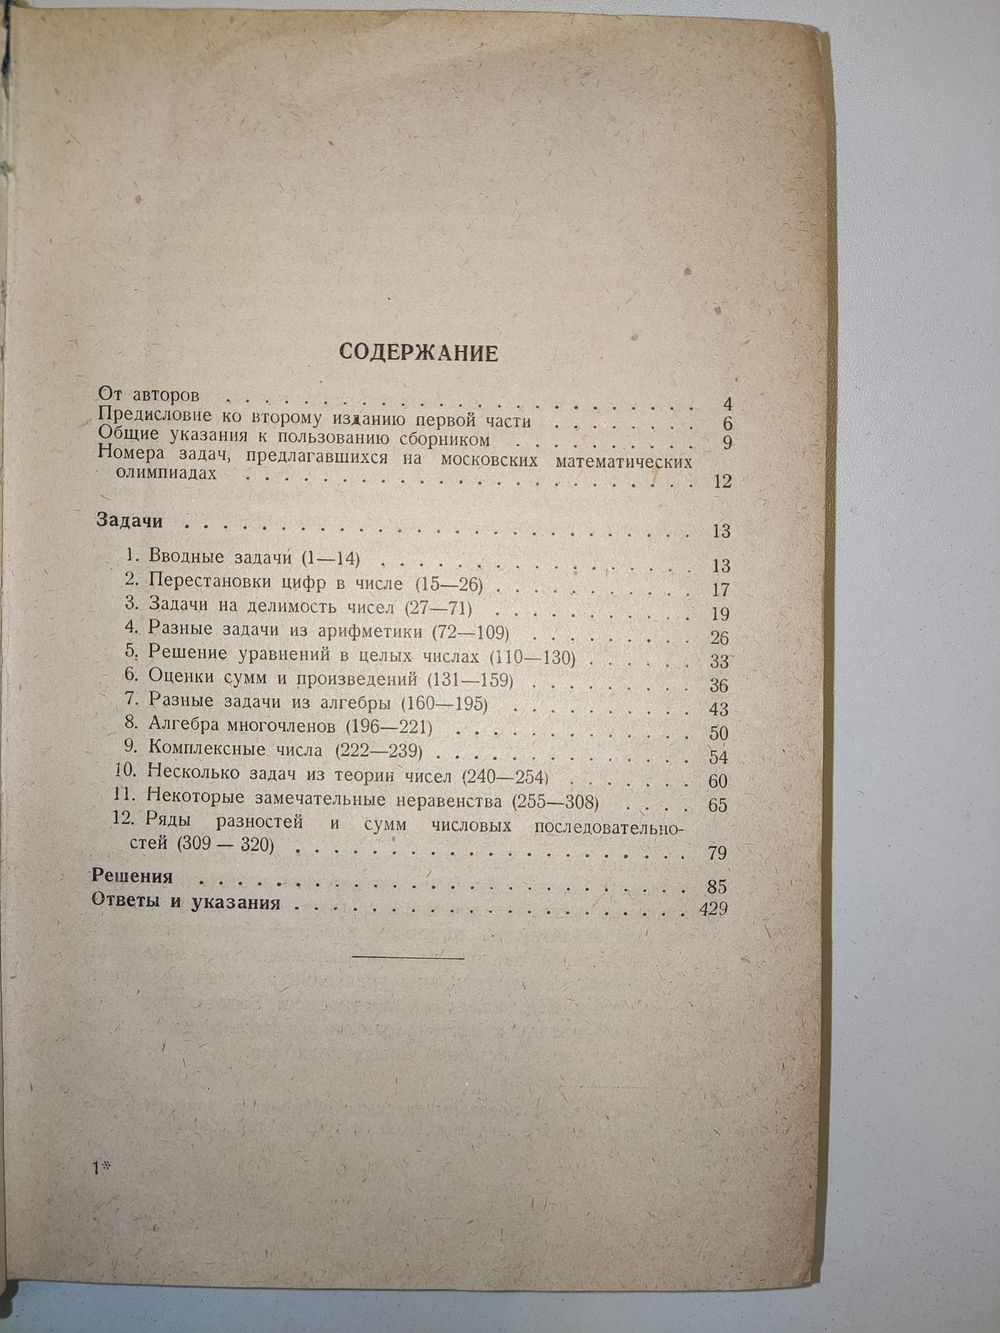 СОДЕРЖАНИЕ
От авторов . . . . . . . . . . . . . . . . . . . . 4
Предисловие ко второму изданию первой части . . . . . . . 6
Общие указания к пользованию сборником . . . . . . . . . 9
Номера задач, предлагавшихся на московских математических
олимпиадах . . . . . . . . . . . . . . . . . . . . 12
Задачи . . . . . . . . . . . . . . . . . . . . . . 13
1. Вводные задачи (1—14) . . . . . . . . . . . . . . 13
2. Перестановки цифр в числе (15—26) . . . . . . . . . . 17
3. Задачи на делимость чисел (27—71) . . . . . . . . . . 19
4. Разные задачи из арифметики (72—109) . . . . . . . . . 26
5. Решение уравнений в целых числах (110—130) . . . . . . 33
6. Оценки сумм и произведений (131—159) . . . . . . . . . 36
7. Разные задачи из алгебры (160—195) . . . . . . . . . . 43
8. Алгебра многочленов (196—221) . . . . . . . . . . . . 50
9. Комплексные числа (222—239) . . . . . . . . . . . . . 54
10. Несколько задач из теории чисел (240—254) . . . . . . . 60
11. Некоторые замечательные неравенства (255—308) . . . . 65
12. Ряды разностей и сумм числовых последовательно-
стей (309 — 320) . . . . . . . . . . . . . . . . . . 79
Решения . . . . . . . . . . . . . . . . . . . . . 85
Ответы и указания . . . . . . . . . . . . . . . . . 429
1*